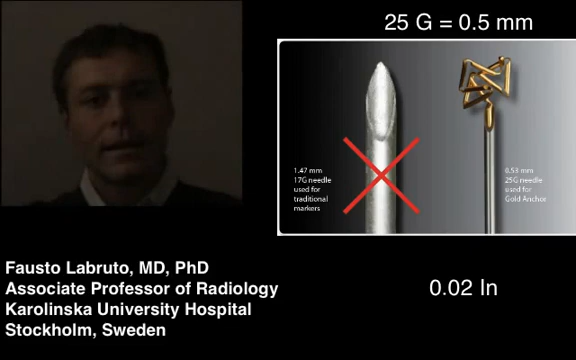 25 G = 0.5 mm
1.47 mm
17G needle
used for
traditional
markers
0.53 mm
25G needle
used for
Gold Anchor
Fausto Labruto, MD, PhD
Associate Professor of Radiology
Karolinska University Hospital
Stockholm, Sweden
0.02 In